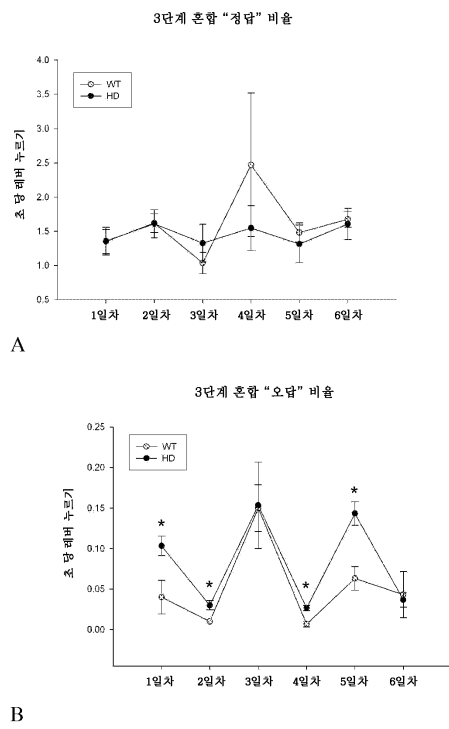 3단계 혼합 “정답” 비율
초 당 레버 누르기
4.0
3.5
3.0
2.5
2.0
1.5
1.0
0.5
WT
HD
1일차 2일차 3일차 4일차 5일차 6일차
A
3단계 혼합 “오답” 비율
초 당 레버 누르기
0.25
0.20
0.15
0.10
0.05
0.00
WT
HD
* * * *
1일차 2일차 3일차 4일차 5일차 6일차
B